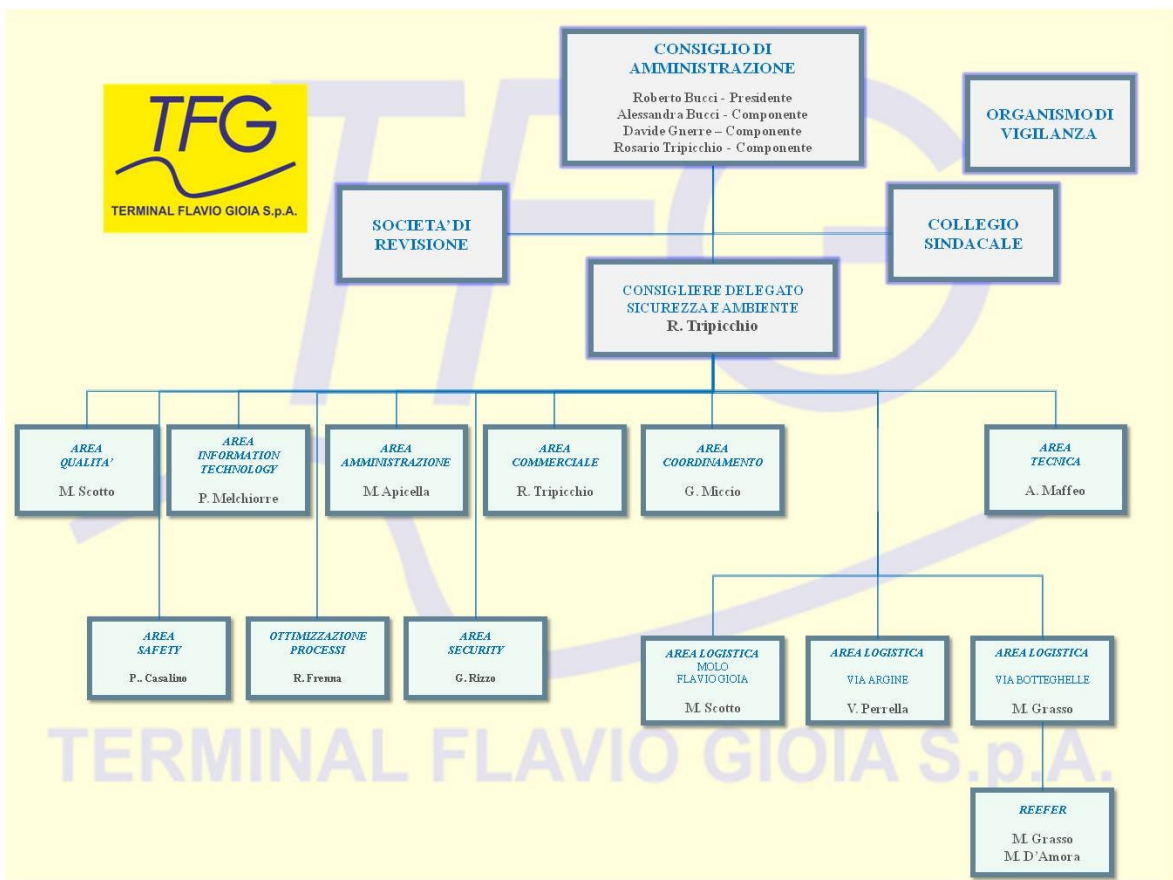 CONSIGLIO DI
AMMINISTRAZIONE
Roberto Bucci - Presidente
Alessandra Bucci - Componente
Davide Gnerre – Componente
Rosario Tripicchio - Componente
ORGANISMO DI
VIGILANZA
TFG
TERMINAL FLAVIO GIOIA S.p.A.
SOCIETA' DI
REVISIONE
COLLEGIO
SINDACALE
CONSIGLIERE DELEGATO
SICUREZZA E AMBIENTE
R. Tripicchio
AREA
QUALITA'
M. Scotto
AREA
INFORMATION
TECHNOLOGY
P. Melchiorre
AREA
AMMINISTRAZIONE
M. Apicella
AREA
COMMERCIALE
R. Tripicchio
AREA
COORDINAMENTO
G. Miccio
AREA
TECNICA
A. Maffeo
AREA
SAFETY
P.. Casalino
OTTIMIZZAZIONE
PROCESSI
R. Frenna
AREA
SECURITY
G. Rizzo
AREA LOGISTICA
MOLO
FLAVIO GIOIA
M. Scotto
AREA LOGISTICA
VIA ARGINE
V. Perrella
AREA LOGISTICA
VIA BOTTEGHELLE
M. Grasso
REEFER
M. Grasso
M. D'Amora
TFG
TERMINAL FLAVIO GIOIA S.p.A.